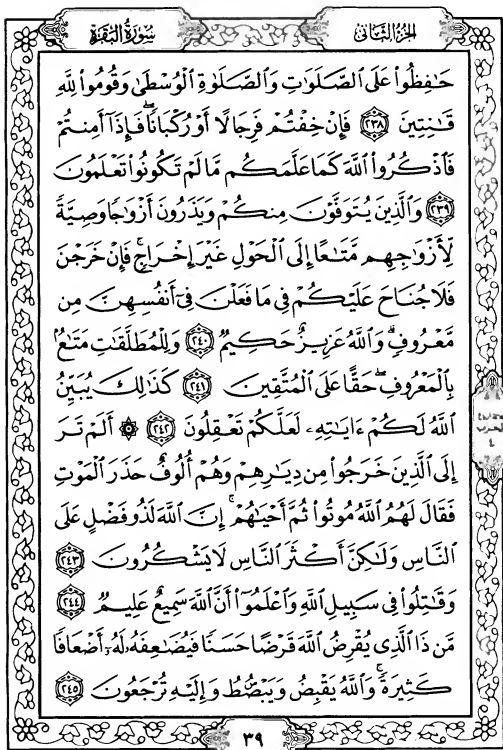 الجزء الثانى
سورة البقرة
حَٰفِظُوا۟ عَلَى ٱلصَّلَوَٰتِ وَٱلصَّلَوٰةِ ٱلْوُسْطَىٰ وَقُومُوا۟ لِلَّهِ
قَٰنِتِينَ ٢٣٨ فَإِنْ خِفْتُمْ فَرِجَالًا أَوْ رُكْبَانًا فَإِذَآ أَمِنتُمْ
فَٱذْكُرُوا۟ ٱللَّهَ كَمَا عَلَّمَكُم مَّا لَمْ تَكُونُوا۟ تَعْلَمُونَ
٢٣٩ وَٱلَّذِينَ يُتَوَفَّوْنَ مِنكُمْ وَيَذَرُونَ أَزْوَٰجًا وَصِيَّةً
لِّأَزْوَٰجِهِم مَّتَٰعًا إِلَى ٱلْحَوْلِ غَيْرَ إِخْرَاجٍ ۚ فَإِنْ خَرَجْنَ
فَلَا جُنَاحَ عَلَيْكُمْ فِى مَا فَعَلْنَ فِىٓ أَنفُسِهِنَّ مِن
مَّعْرُوفٍ ۗ وَٱللَّهُ عَزِيزٌ حَكِيمٌ ٢٤٠ وَلِلْمُطَلَّقَٰتِ مَتَٰعٌۢ
بِٱلْمَعْرُوفِ ۖ حَقًّا عَلَى ٱلْمُتَّقِينَ ٢٤١ كَذَٰلِكَ يُبَيِّنُ
ٱللَّهُ لَكُمْ ءَايَٰتِهِۦ لَعَلَّكُمْ تَعْقِلُونَ ٢٤٢ ۞ أَلَمْ تَرَ
إِلَى ٱلَّذِينَ خَرَجُوا۟ مِن دِيَٰرِهِمْ وَهُمْ أُلُوفٌ حَذَرَ ٱلْمَوْتِ
فَقَالَ لَهُمُ ٱللَّهُ مُوتُوا۟ ثُمَّ أَحْيَٰهُمْ ۚ إِنَّ ٱللَّهَ لَذُو فَضْلٍ عَلَى
ٱلنَّاسِ وَلَٰكِنَّ أَكْثَرَ ٱلنَّاسِ لَا يَشْكُرُونَ ٢٤٣
وَقَٰتِلُوا۟ فِى سَبِيلِ ٱللَّهِ وَٱعْلَمُوٓا۟ أَنَّ ٱللَّهَ سَمِيعٌ عَلِيمٌ ٢٤٤
مَّن ذَا ٱلَّذِى يُقْرِضُ ٱللَّهَ قَرْضًا حَسَنًا فَيُضَٰعِفَهُۥ لَهُۥٓ أَضْعَافًا
كَثِيرَةً ۚ وَٱللَّهُ يَقْبِضُ وَيَبْصُۜطُ وَإِلَيْهِ تُرْجَعُونَ ٢٤٥
٣٩